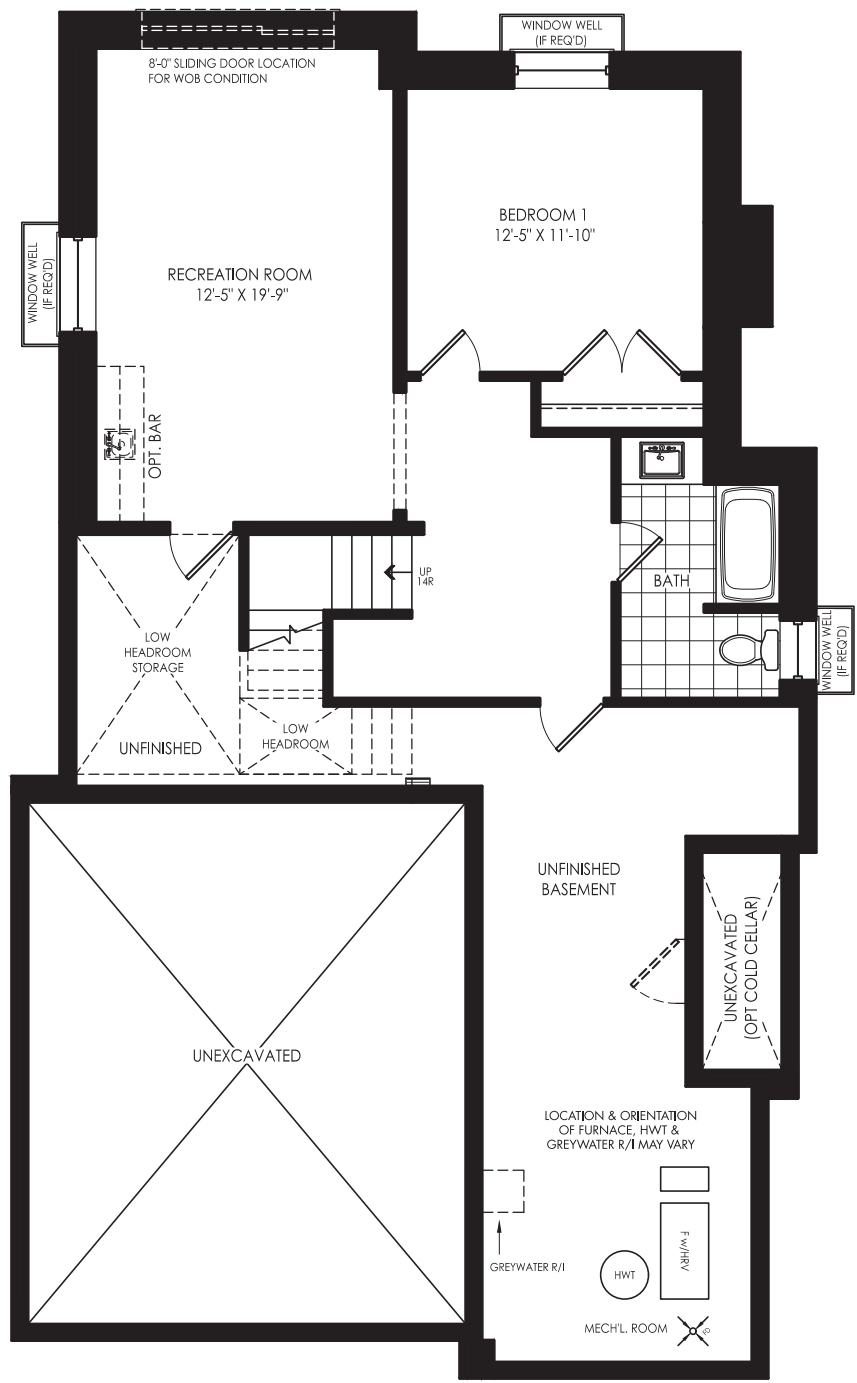 WINDOW WELL
(IF REQ'D)
8'-0" SLIDING DOOR LOCATION
FOR WOB CONDITION
BEDROOM 1
12'-5" X 11'-10"
WINDOW WELL
(IF REQ'D)
RECREATION ROOM
12'-5" X 19'-9"
OPT. BAR
UP
14R
BATH
LOW
HEADROOM
STORAGE
WINDOW WELL
(IF REQ'D)
UNFINISHED
LOW
HEADROOM
UNFINISHED
BASEMENT
UNEXCAVATED
(OPT COLD CELLAR)
UNEXCAVATED
LOCATION & ORIENTATION
OF FURNACE, HWT &
GREYWATER R/I MAY VARY
GREYWATER R/I
F W/HRV
HWT
MECH'L. ROOM